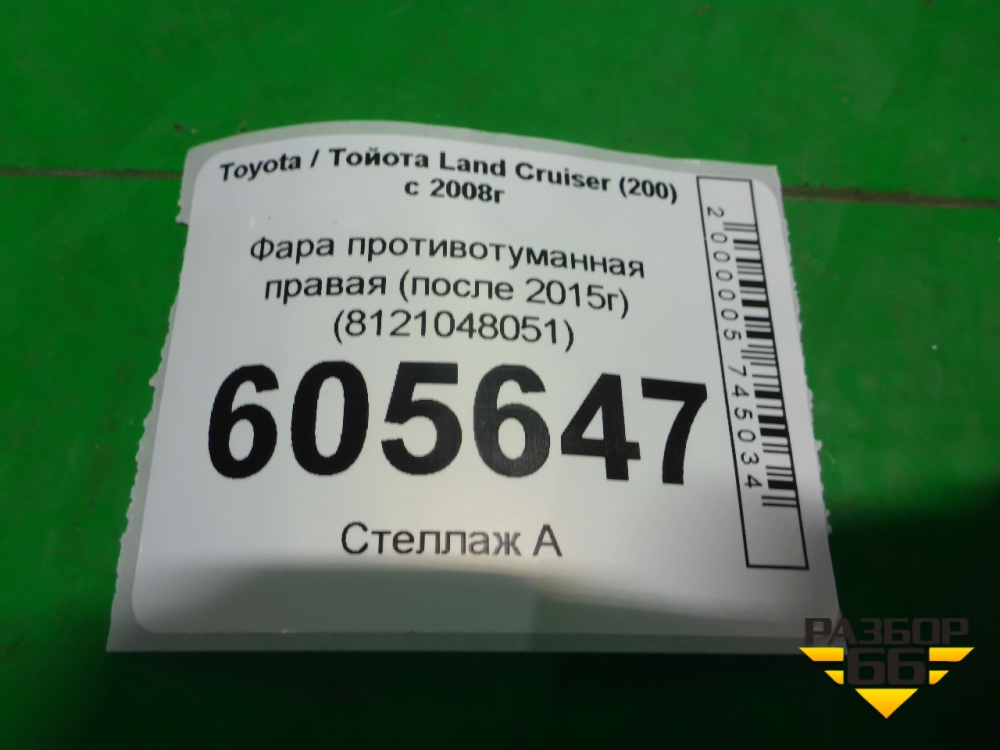 Toyota / Тойота Land Cruiser (200)
с 2008г
Фара противотуманная
правая (после 2015г)
(8121048051)
605647
Стеллаж А
2000005745034
РАЗБОР
66